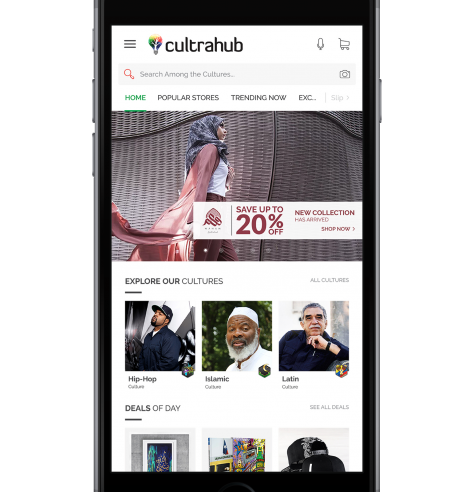 cultrahub
Search Among the Cultures...
HOME POPULAR STORES TRENDING NOW EXC... Slip >
SAVE UP TO
20% OFF
NEW COLLECTION
HAS ARRIVED
SHOP NOW >
EXPLORE OUR CULTURES ALL CULTURES
Hip-Hop Islamic Latin
Culture Culture Culture
DEALS OF DAY SEE ALL DEALS